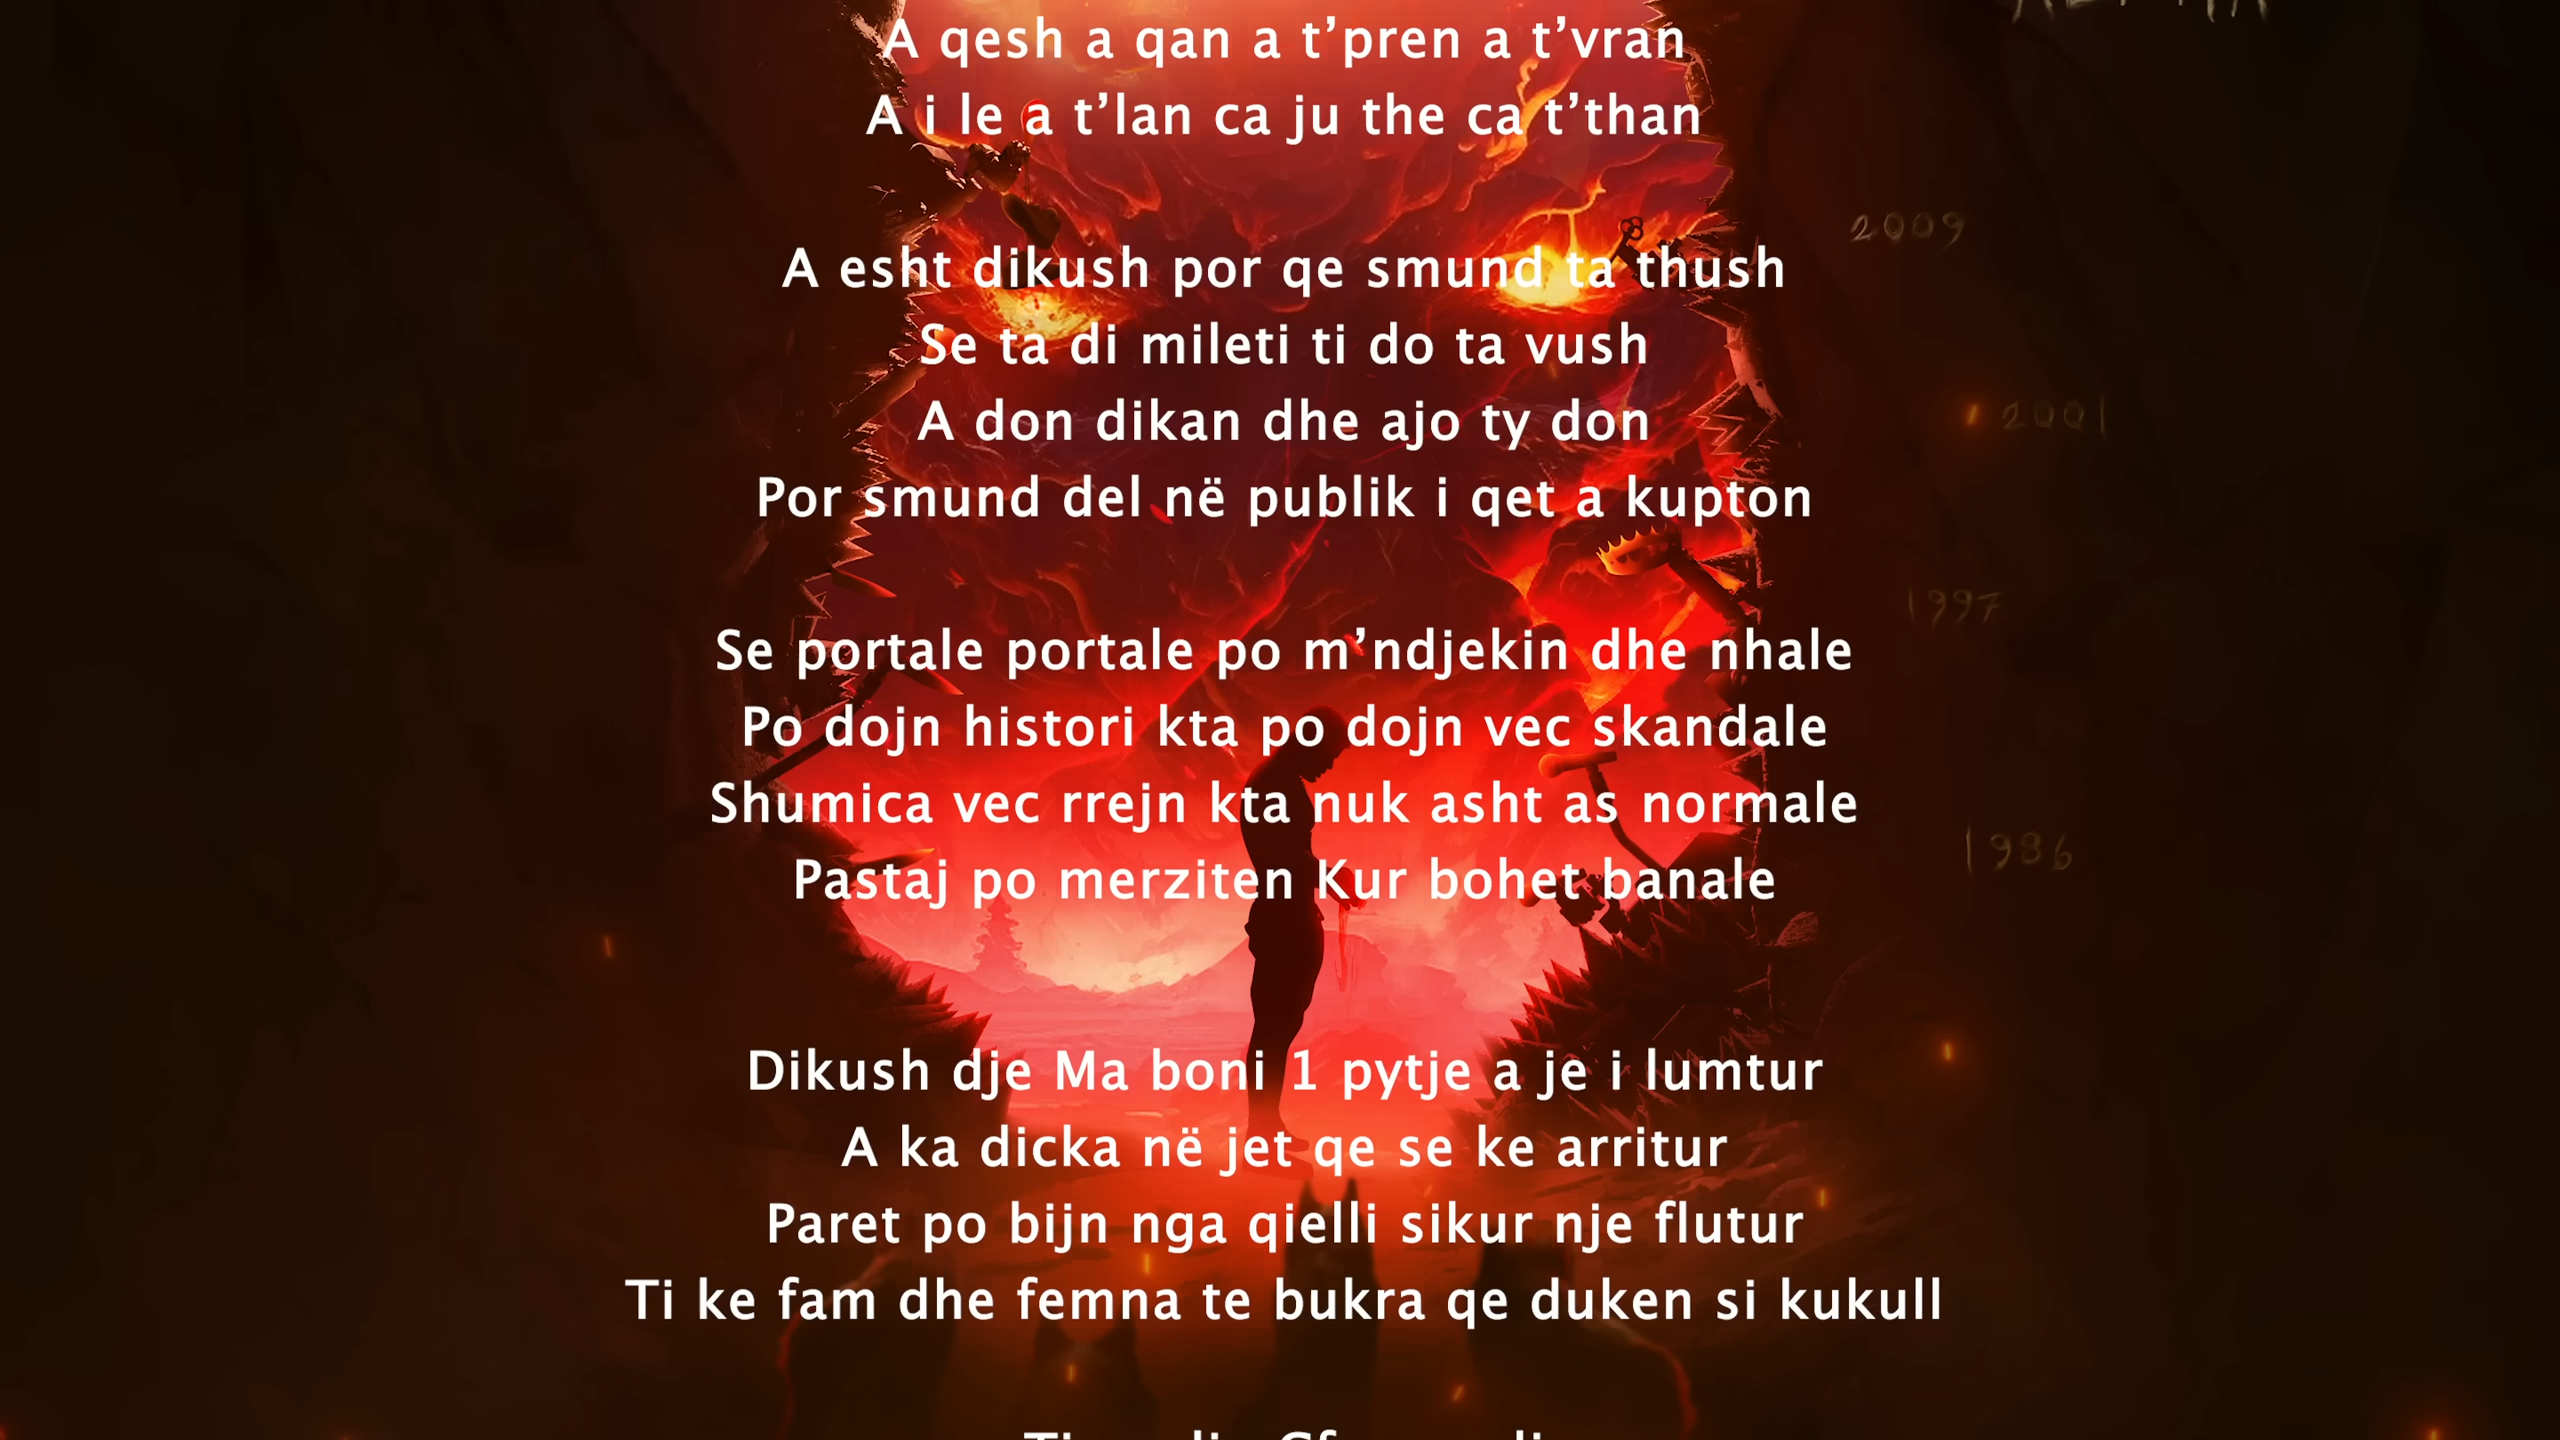 A qesh a qan a t’pren a t’vran
A i le a t’lan ca ju the ca t’than
A esht dikush por qe smund ta thush
Se ta di mileti ti do ta vush
A don dikan dhe ajo ty don
Por smund del në publik i qet a kupton
Se portale portale po m’ndjekin dhe nhale
Po dojn histori kta po dojn vec skandale
Shumica vec rrejn kta nuk asht as normale
Pastaj po merziten Kur bohet banale
Dikush dje Ma boni 1 pytje a je i lumtur
A ka dicka në jet qe se ke arritur
Paret po bijn nga qielli sikur nje flutur
Ti ke fam dhe femna te bukra qe duken si kukull
2009
2001
1997
1986